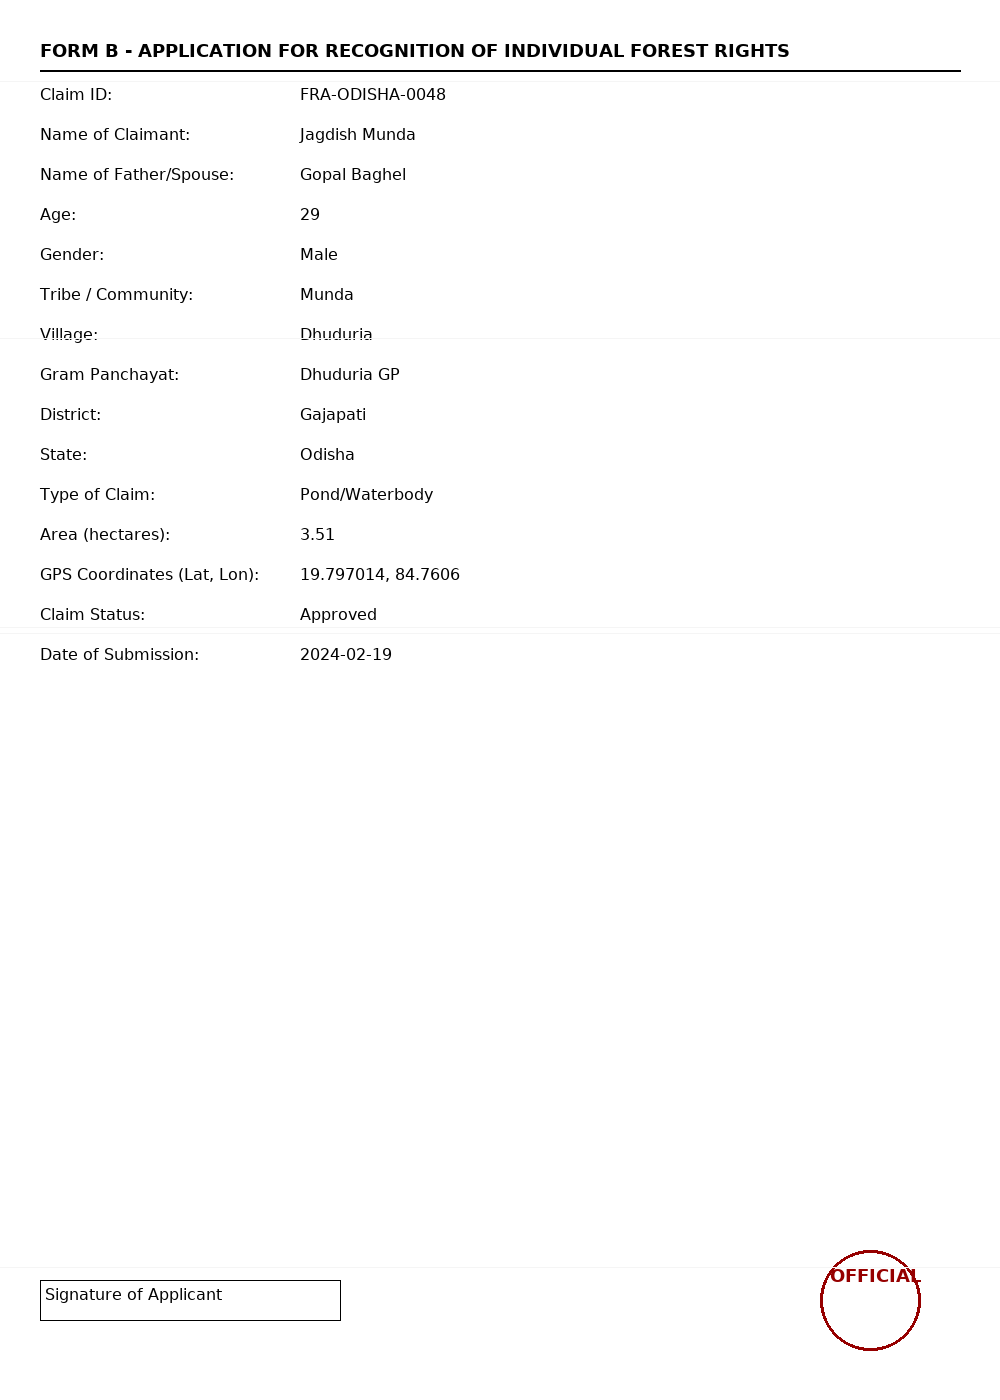 FORM B - APPLICATION FOR RECOGNITION OF INDIVIDUAL FOREST RIGHTS
Claim ID: FRA-ODISHA-0048
Name of Claimant: Jagdish Munda
Name of Father/Spouse: Gopal Baghel
Age: 29
Gender: Male
Tribe / Community: Munda
Village: Dhuduria
Gram Panchayat: Dhuduria GP
District: Gajapati
State: Odisha
Type of Claim: Pond/Waterbody
Area (hectares): 3.51
GPS Coordinates (Lat, Lon): 19.797014, 84.7606
Claim Status: Approved
Date of Submission: 2024-02-19
OFFICIAL
Signature of Applicant